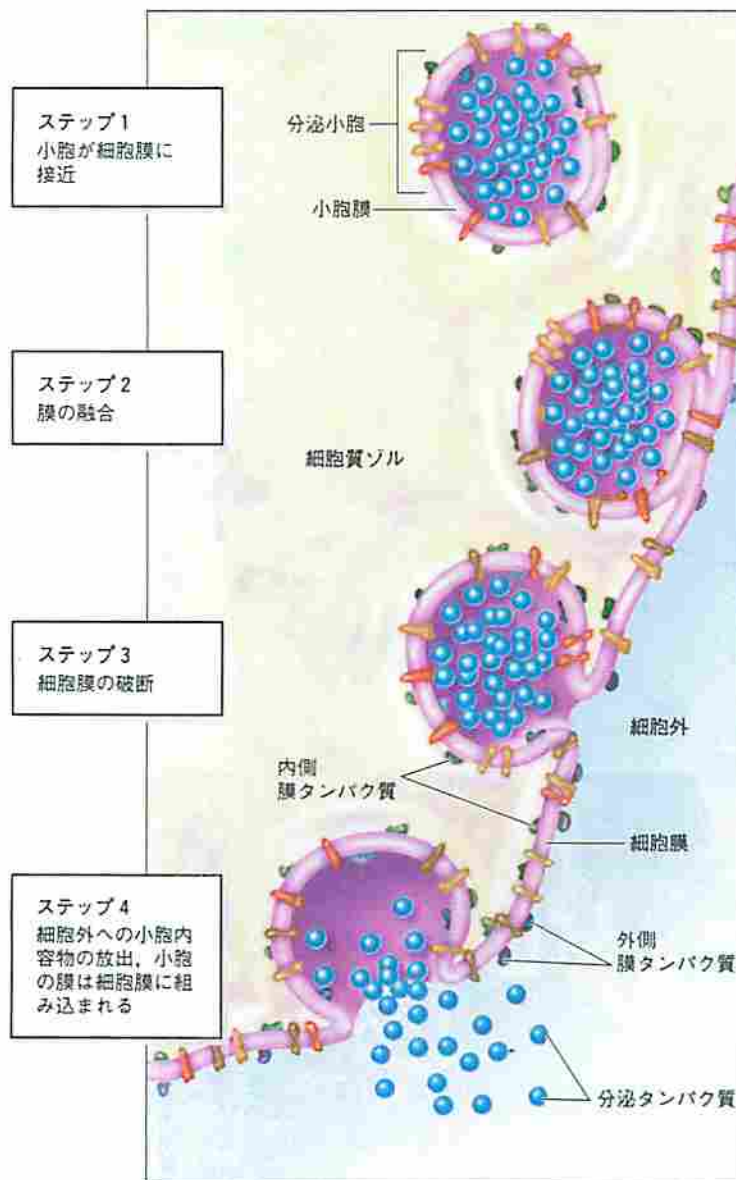 ステップ1
小胞が細胞膜に
接近
分泌小胞
小胞膜
ステップ2
膜の融合
細胞質ゾル
ステップ3
細胞膜の破断
細胞外
内側
膜タンパク質
細胞膜
ステップ4
細胞外への小胞内
容物の放出，小胞
の膜は細胞膜に組
み込まれる
外側
膜タンパク質
分泌タンパク質